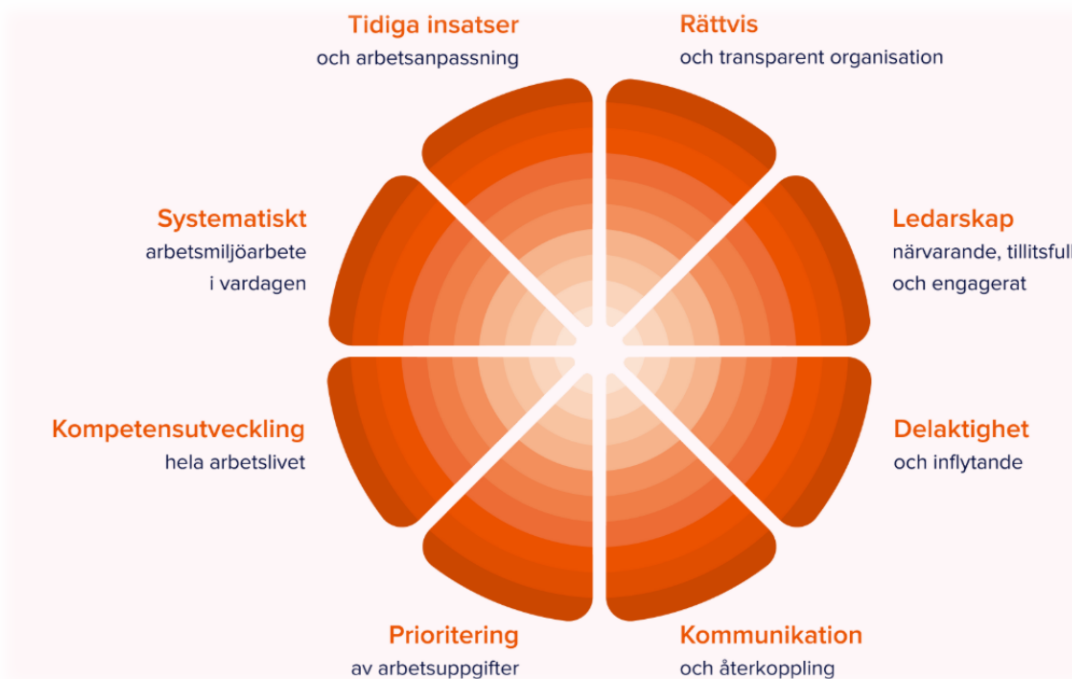 Tidiga insatser
och arbetsanpassning
Rättvis
och transparent organisation
Ledarskap
närvarande, tillitsfull
och engagerat
Delaktighet
och inflytande
Kommunikation
och återkoppling
Prioritering
av arbetsuppgifter
Kompetensutveckling
hela arbetslivet
Systematiskt
arbetsmiljöarbete
i vardagen